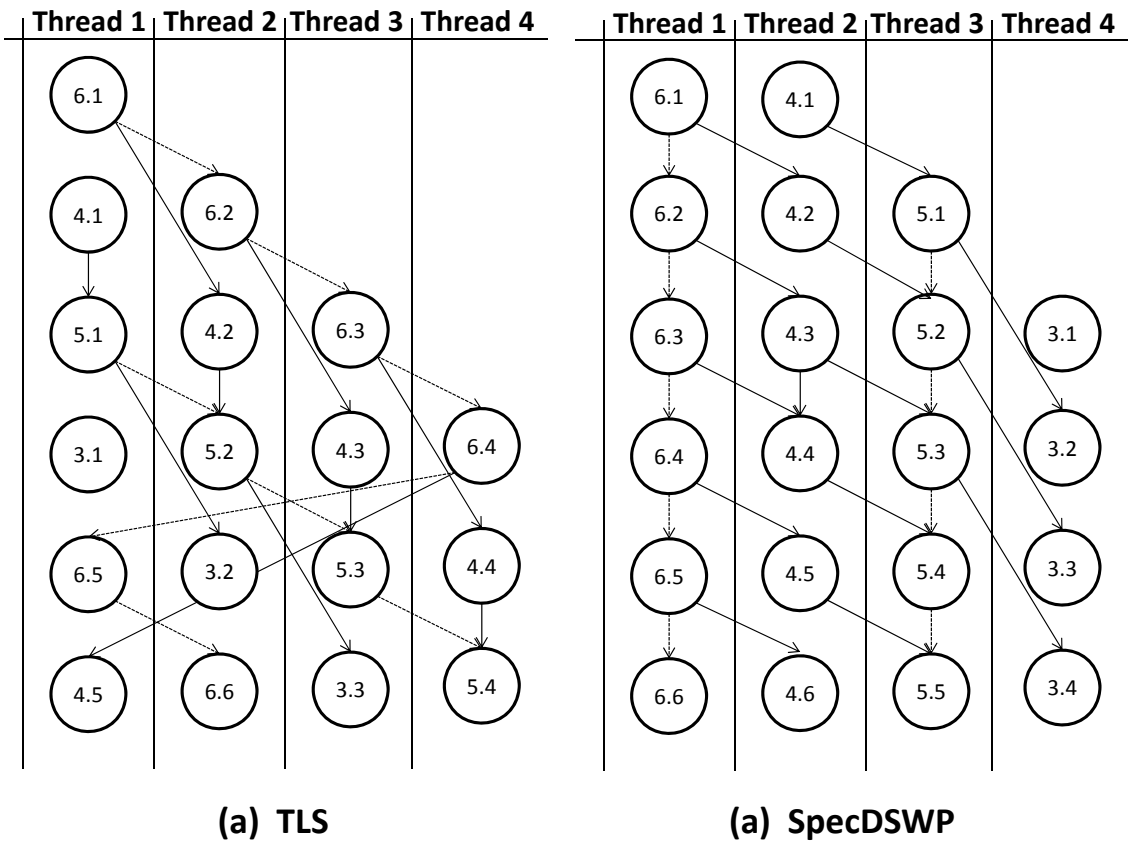 Thread 1 Thread 2 Thread 3 Thread 4
6.1
6.2
4.1
5.1 4.2 6.3
3.1 5.2 4.3 6.4
6.5 3.2 5.3 4.4
4.5 6.6 3.3 5.4
(a) TLS
Thread 1 Thread 2 Thread 3 Thread 4
6.1 4.1
6.2 4.2 5.1
6.3 4.3 5.2 3.1
6.4 4.4 5.3 3.2
6.5 4.5 5.4 3.3
6.6 4.6 5.5 3.4
(a) SpecDSWP